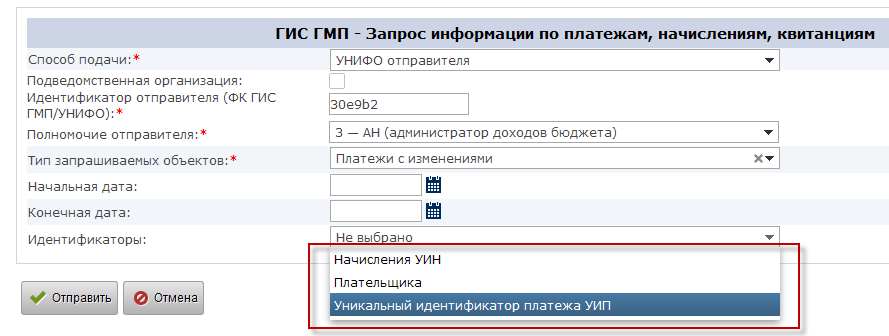 ГИС ГМП - Запрос информации по платежам, начислениям, квитанциям
Способ подачи:* УНИФО отправителя
Подведомственная организация:
Идентификатор отправителя (ФК ГИС
ГМП/УНИФО):* 30e9b2
Полномочие отправителя:* 3 — АН (администратор доходов бюджета)
Тип запрашиваемых объектов:* Платежи с изменениями
Начальная дата:
Конечная дата:
Идентификаторы: Не выбрано
Начисления УИН
Плательщика
Уникальный идентификатор платежа УИП
Отправить Отмена